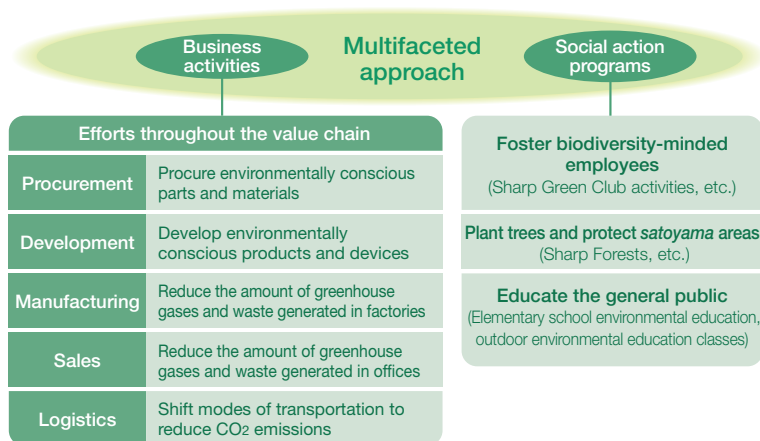 Business
activities
Multifaceted
approach
Social action
programs
Efforts throughout the value chain
Procurement
Procure environmentally conscious
parts and materials
Development
Develop environmentally
conscious products and devices
Manufacturing
Reduce the amount of greenhouse
gases and waste generated in factories
Sales
Reduce the amount of greenhouse
gases and waste generated in offices
Logistics
Shift modes of transportation to
reduce CO2 emissions
Foster biodiversity-minded
employees
(Sharp Green Club activities, etc.)
Plant trees and protect satoyama areas
(Sharp Forests, etc.)
Educate the general public
(Elementary school environmental education,
outdoor environmental education classes)